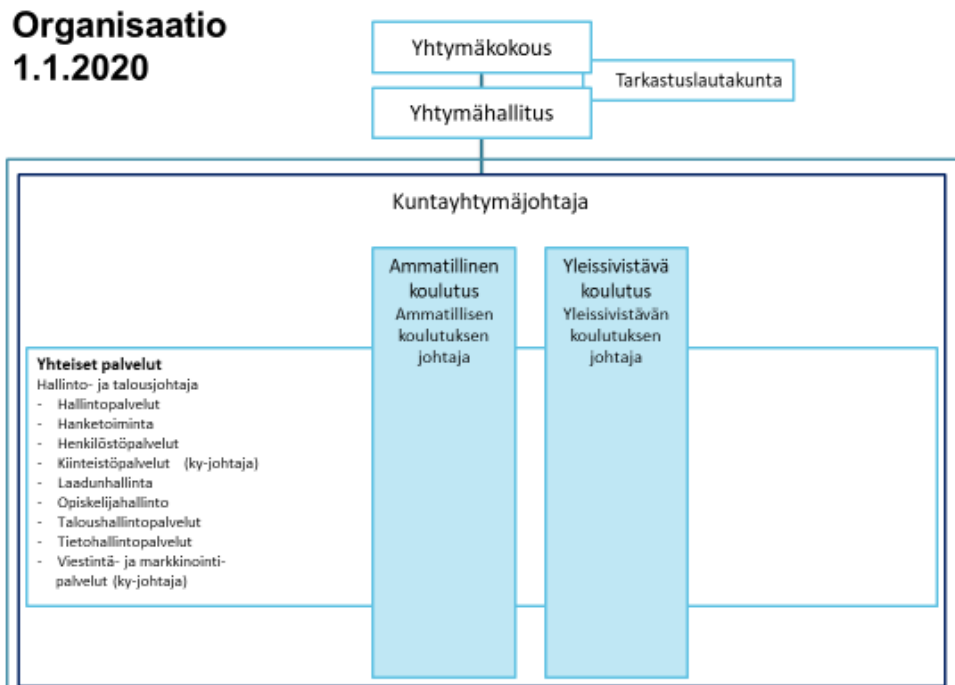 Organisaatio
1.1.2020
Yhtymäkokous
Tarkastuslautakunta
Yhtymähallitus
Kuntayhtymäjohtaja
Ammatillinen
koulutus
Ammatillisen
koulutuksen
johtaja
Yleissivistävä
koulutus
Yleissivistävän
koulutuksen
johtaja
Yhteiset palvelut
Hallinto- ja talousjohtaja
- Hallintopalvelut
- Hanketoiminta
- Henkilöstöpalvelut
- Kiinteistöpalvelut (ky-johtaja)
- Laadunhallinta
- Opiskelijahallinto
- Taloushallintopalvelut
- Tietohallintopalvelut
- Viestintä- ja markkinointi-
palvelut (ky-johtaja)